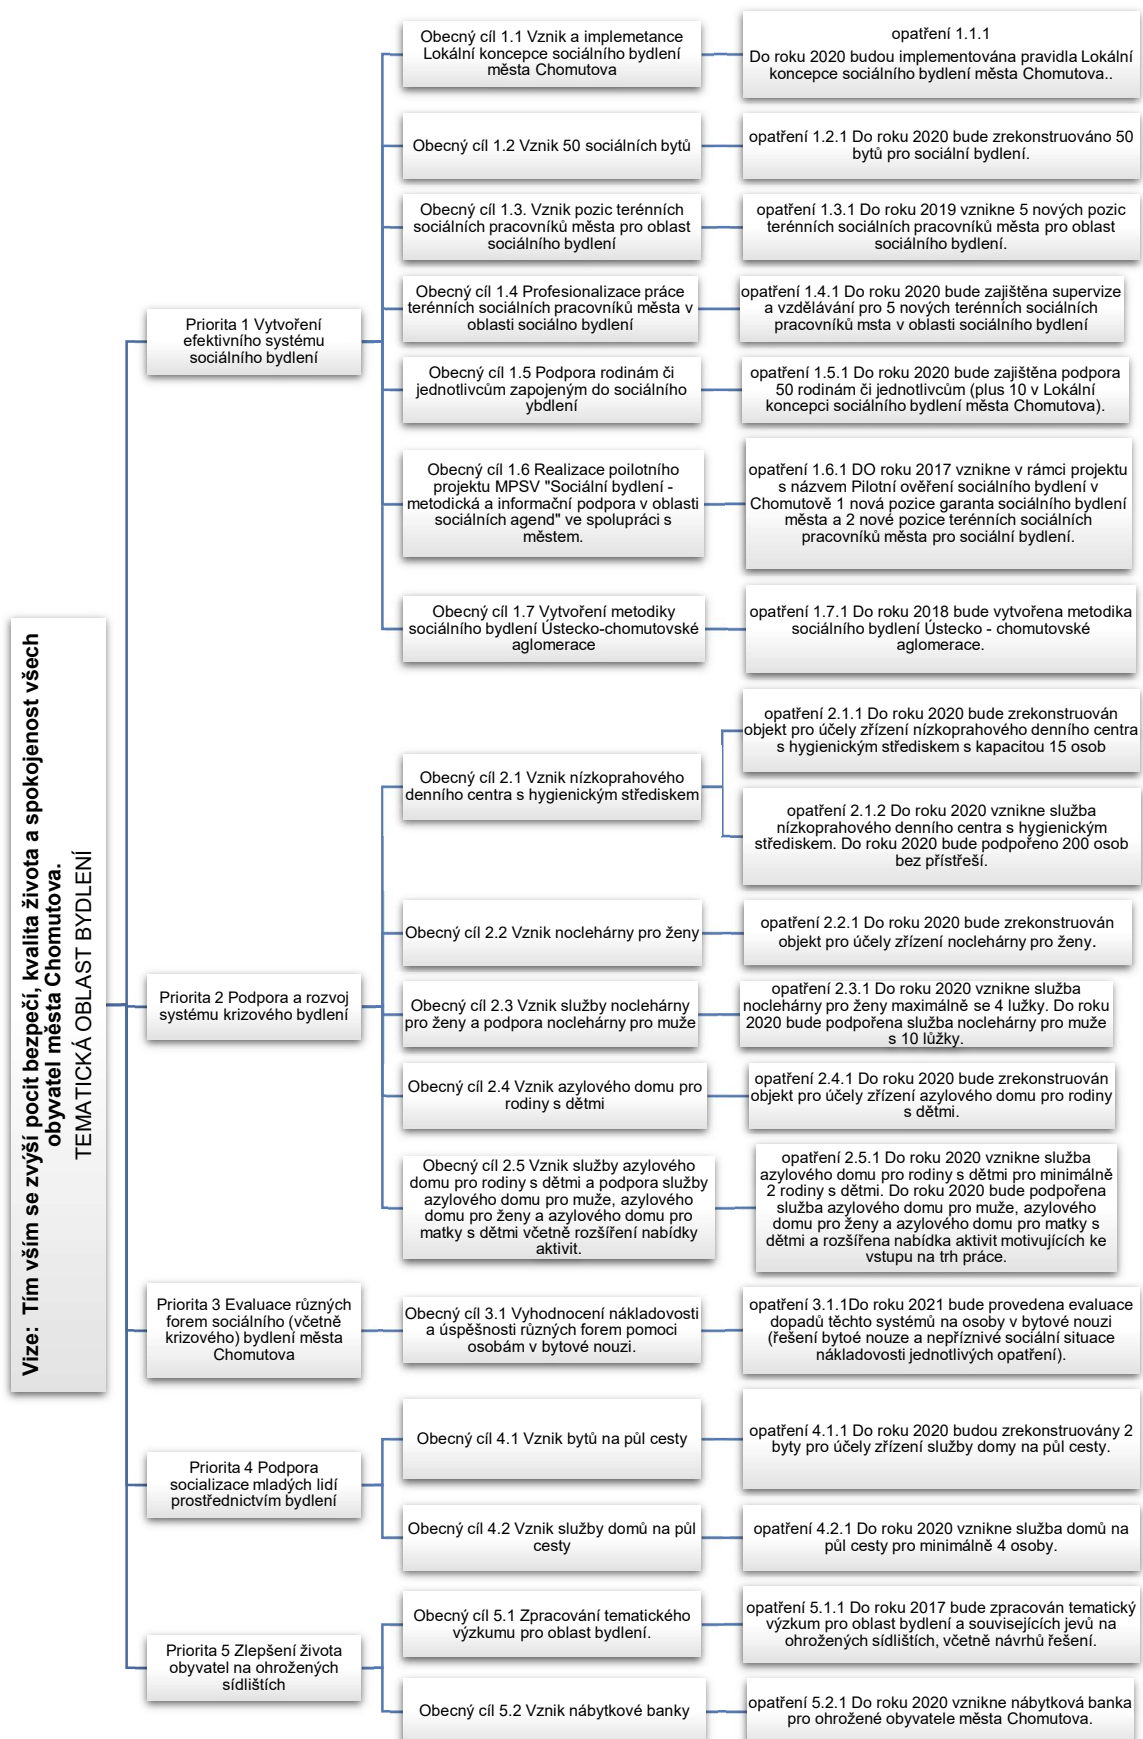 Vize: Tím vším se zvýší pocit bezpečí, kvalita života a spokojenost všech
obyvatel města Chomutova.
TEMATICKÁ OBLAST BYDLENÍ
Priorita 1 Vytvoření
efektivního systému
sociálního bydlení
Obecný cíl 1.1 Vznik a implemetance
Lokální koncepce sociálního bydlení
města Chomutova
opatření 1.1.1
Do roku 2020 budou implementována pravidla Lokální
koncepce sociálního bydlení města Chomutova..
Obecný cíl 1.2 Vznik 50 sociálních bytů
opatření 1.2.1 Do roku 2020 bude zrekonstruováno 50
bytů pro sociální bydlení.
Obecný cíl 1.3. Vznik pozic terénních
sociálních pracovníků města pro oblast
sociálního bydlení
opatření 1.3.1 Do roku 2019 vznikne 5 nových pozic
terénních sociálních pracovníků města pro oblast
sociálního bydlení.
Obecný cíl 1.4 Profesionalizace práce
terénních sociálních pracovníků města v
oblasti sociálno bydlení
opatření 1.4.1 Do roku 2020 bude zajištěna supervize
a vzdělávání pro 5 nových terénních sociálních
pracovníků msta v oblasti sociálního bydlení
Obecný cíl 1.5 Podpora rodinám či
jednotlivcům zapojeným do sociálního
ybdlení
opatření 1.5.1 Do roku 2020 bude zajištěna podpora
50 rodinám či jednotlivcům (plus 10 v Lokální
koncepci sociálního bydlení města Chomutova).
Obecný cíl 1.6 Realizace poilotního
projektu MPSV "Sociální bydlení -
metodická a informační podpora v oblasti
sociálních agend" ve spolupráci s
městem.
opatření 1.6.1 DO roku 2017 vznikne v rámci projektu
s názvem Pilotní ověření sociálního bydlení v
Chomutově 1 nová pozice garanta sociálního bydlení
města a 2 nové pozice terénních sociálních
pracovníků města pro sociální bydlení.
Obecný cíl 1.7 Vytvoření metodiky
sociálního bydlení Ústecko-chomutovské
aglomerace
opatření 1.7.1 Do roku 2018 bude vytvořena metodika
sociálního bydlení Ústecko - chomutovské
aglomerace.
Priorita 2 Podpora a rozvoj
systému krizového bydlení
Obecný cíl 2.1 Vznik nízkoprahového
denního centra s hygienickým střediskem
opatření 2.1.1 Do roku 2020 bude zrekonstruován
objekt pro účely zřízení nízkoprahového denního centra
s hygienickým střediskem s kapacitou 15 osob
opatření 2.1.2 Do roku 2020 vznikne služba
nízkoprahového denního centra s hygienickým
střediskem. Do roku 2020 bude podpořeno 200 osob
bez přístřeší.
Obecný cíl 2.2 Vznik noclehárny pro ženy
opatření 2.2.1 Do roku 2020 bude zrekonstruován
objekt pro účely zřízení noclehárny pro ženy.
Obecný cíl 2.3 Vznik služby noclehárny
pro ženy a podpora noclehárny pro muže
opatření 2.3.1 Do roku 2020 vznikne služba
noclehárny pro ženy maximálně se 4 lužky. Do roku
2020 bude podpořena služba noclehárny pro muže
s 10 lůžky.
Obecný cíl 2.4 Vznik azylového domu pro
rodiny s dětmi
opatření 2.4.1 Do roku 2020 bude zrekonstruován
objekt pro účely zřízení azylového domu pro rodiny
s dětmi.
Obecný cíl 2.5 Vznik služby azylového
domu pro rodiny s dětmi a podpora služby
azylového domu pro muže, azylového
domu pro ženy a azylového domu pro
matky s dětmi včetně rozšíření nabídky
aktivit.
opatření 2.5.1 Do roku 2020 vznikne služba
azylového domu pro rodiny s dětmi pro minimálně
2 rodiny s dětmi. Do roku 2020 bude podpořena
služba azylového domu pro muže, azylového
domu pro ženy a azylového domu pro matky s
dětmi a rozšířena nabídka aktivit motivujících ke
vstupu na trh práce.
Priorita 3 Evaluace různých
forem sociálního (včetně
krizového) bydlení města
Chomutova
Obecný cíl 3.1 Vyhodnocení nákladovosti
a úspěšnosti různých forem pomoci
osobám v bytové nouzi.
opatření 3.1.1Do roku 2021 bude provedena evaluace
dopadů těchto systémů na osoby v bytové nouzi
(řešení bytoé nouze a nepříznivé sociální situace
nákladovosti jednotlivých opatření).
Priorita 4 Podpora
socializace mladých lidí
prostřednictvím bydlení
Obecný cíl 4.1 Vznik bytů na půl cesty
opatření 4.1.1 Do roku 2020 budou zrekonstruovány 2
byty pro účely zřízení služby domy na půl cesty.
Obecný cíl 4.2 Vznik služby domů na půl
cesty
opatření 4.2.1 Do roku 2020 vznikne služba domů na
půl cesty pro minimálně 4 osoby.
Priorita 5 Zlepšení života
obyvatel na ohrožených
sídlištích
Obecný cíl 5.1 Zpracování tematického
výzkumu pro oblast bydlení.
opatření 5.1.1 Do roku 2017 bude zpracován tematický
výzkum pro oblast bydlení a souvisejících jevů na
ohrožených sídlištích, včetně návrhů řešení.
Obecný cíl 5.2 Vznik nábytkové banky
opatření 5.2.1 Do roku 2020 vznikne nábytková banka
pro ohrožené obyvatele města Chomutova.